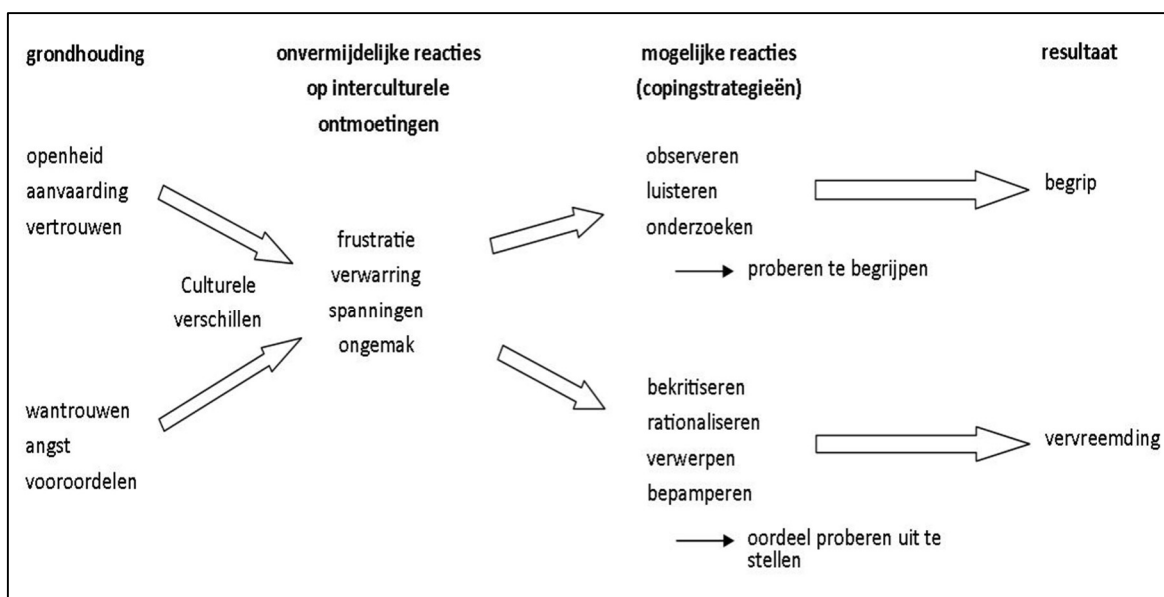 grondhouding
onvermijdelijke reacties
op interculturele
ontmoetingen
mogelijke reacties
(copingstrategieën)
resultaat
openheid
aanvaarding
vertrouwen
Culturele
verschillen
wantrouwen
angst
vooroordelen
frustratie
verwarring
spanningen
ongemak
observeren
luisteren
onderzoeken
proberen te begrijpen
begrip
bekritiseren
rationaliseren
verwerpen
bepamperen
oordeel proberen uit te
stellen
vervreemding